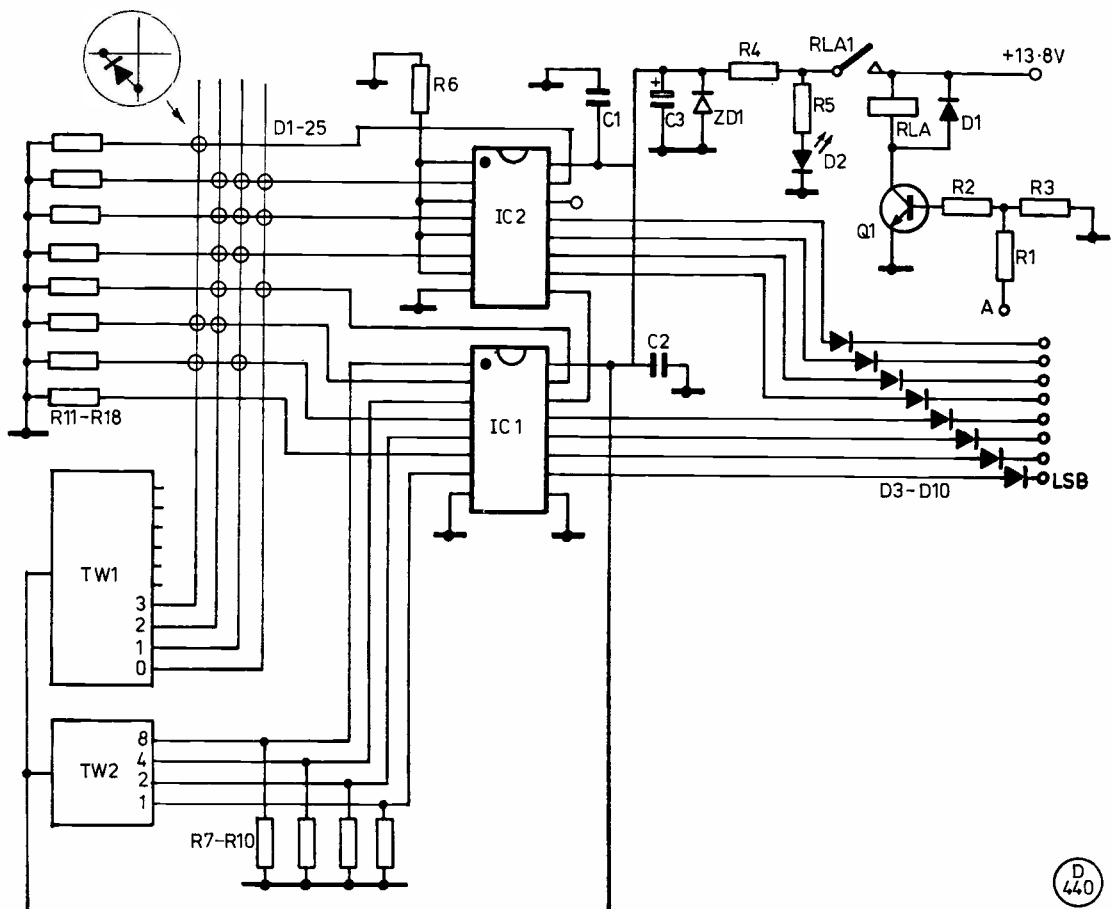 R6
R4
RLA1
+13·8V
C1
+
C3
ZD1
R5
D2
RLA
D1
D1-25
IC2
Q1
R2
R3
R1
A
R11-R18
IC1
C2
D3-D10
LSB
TW1
3
2
1
0
TW2
8
4
2
1
R7-R10
D
440